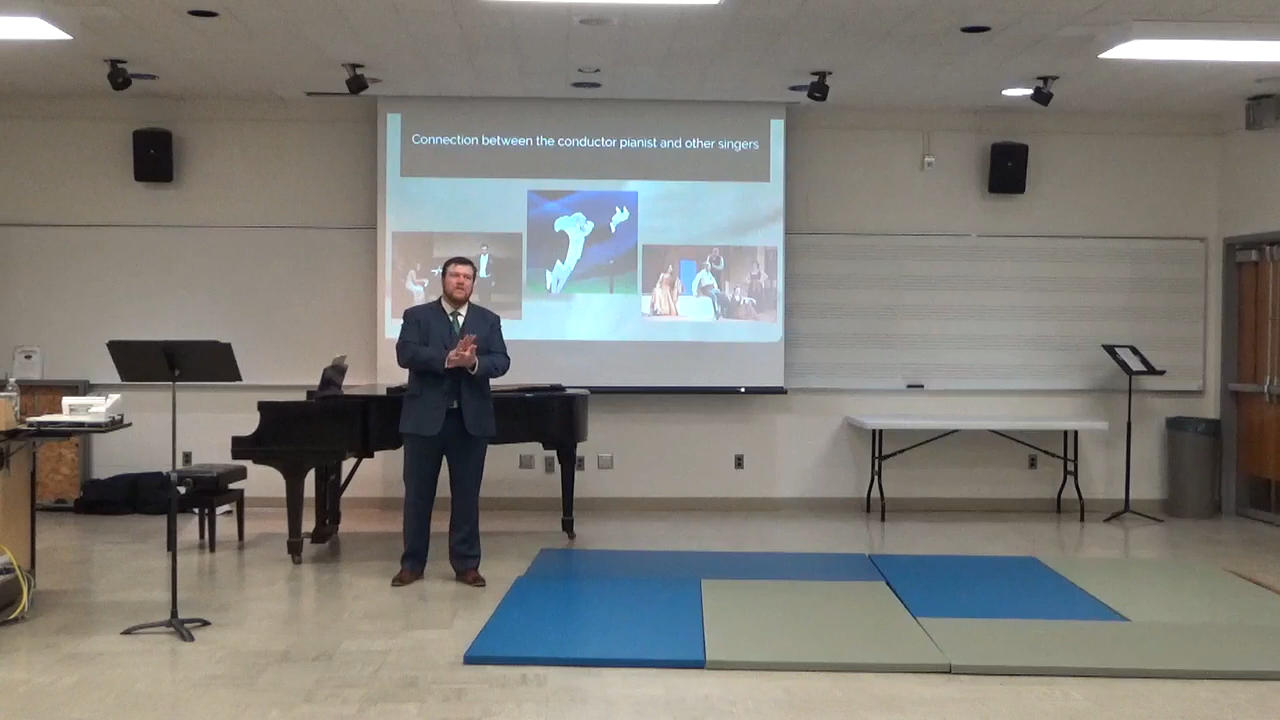 Connection between the conductor pianist and other singers